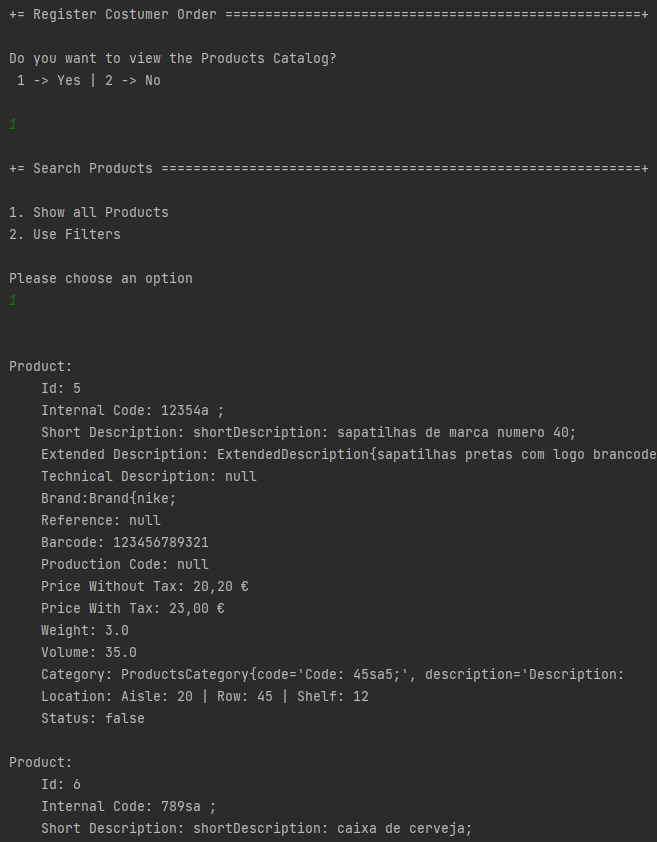 += Register Costumer Order ====================================================+
Do you want to view the Products Catalog?
1 -> Yes | 2 -> No
1
+= Search Products ============================================================+
1. Show all Products
2. Use Filters
Please choose an option
1
Product:
Id: 5
Internal Code: 12354a ;
Short Description: shortDescription: sapatilhas de marca numero 40;
Extended Description: ExtendedDescription{sapatilhas pretas com logo brancode
Technical Description: null
Brand:Brand{nike;
Reference: null
Barcode: 123456789321
Production Code: null
Price Without Tax: 20,20 €
Price With Tax: 23,00 €
Weight: 3.0
Volume: 35.0
Category: ProductsCategory{code='Code: 45sa5;', description='Description:
Location: Aisle: 20 | Row: 45 | Shelf: 12
Status: false
Product:
Id: 6
Internal Code: 789sa ;
Short Description: shortDescription: caixa de cerveja;